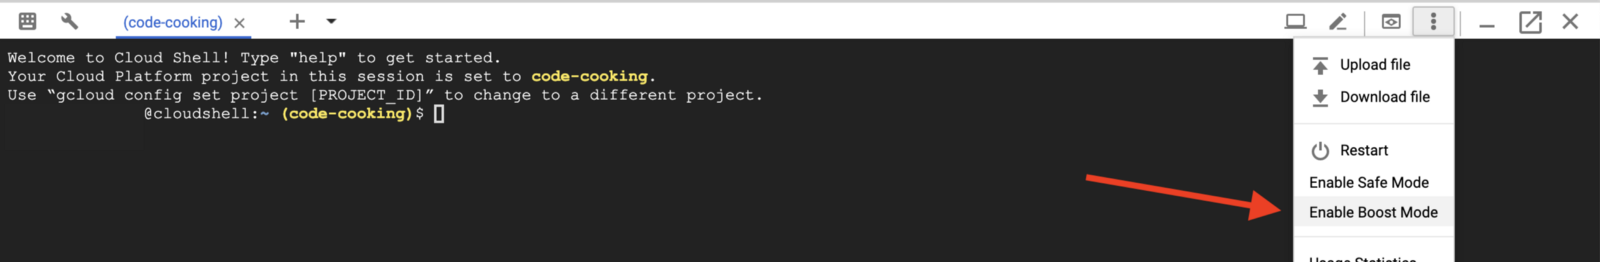 (code-cooking)
Welcome to Cloud Shell! Type "help" to get started.
Your Cloud Platform project in this session is set to code-cooking.
Use “gcloud config set project [PROJECT_ID]” to change to a different project.
@cloudshell:~ (code-cooking)$
Upload file
Download file
Restart
Enable Safe Mode
Enable Boost Mode
Usage Statistics